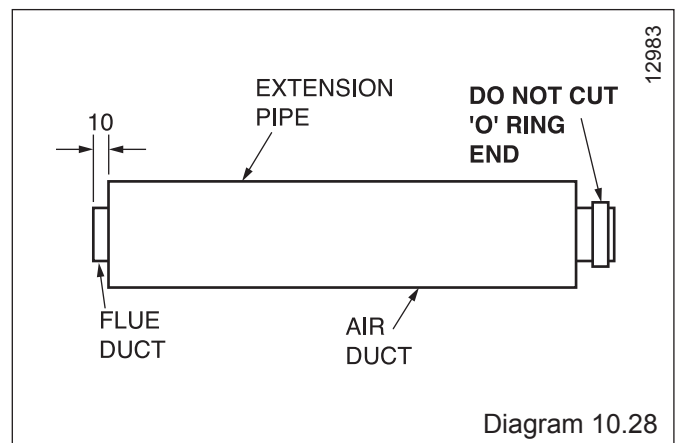 12983
EXTENSION
PIPE
DO NOT CUT
'O' RING
END
10
FLUE
DUCT
AIR
DUCT
Diagram 10.28